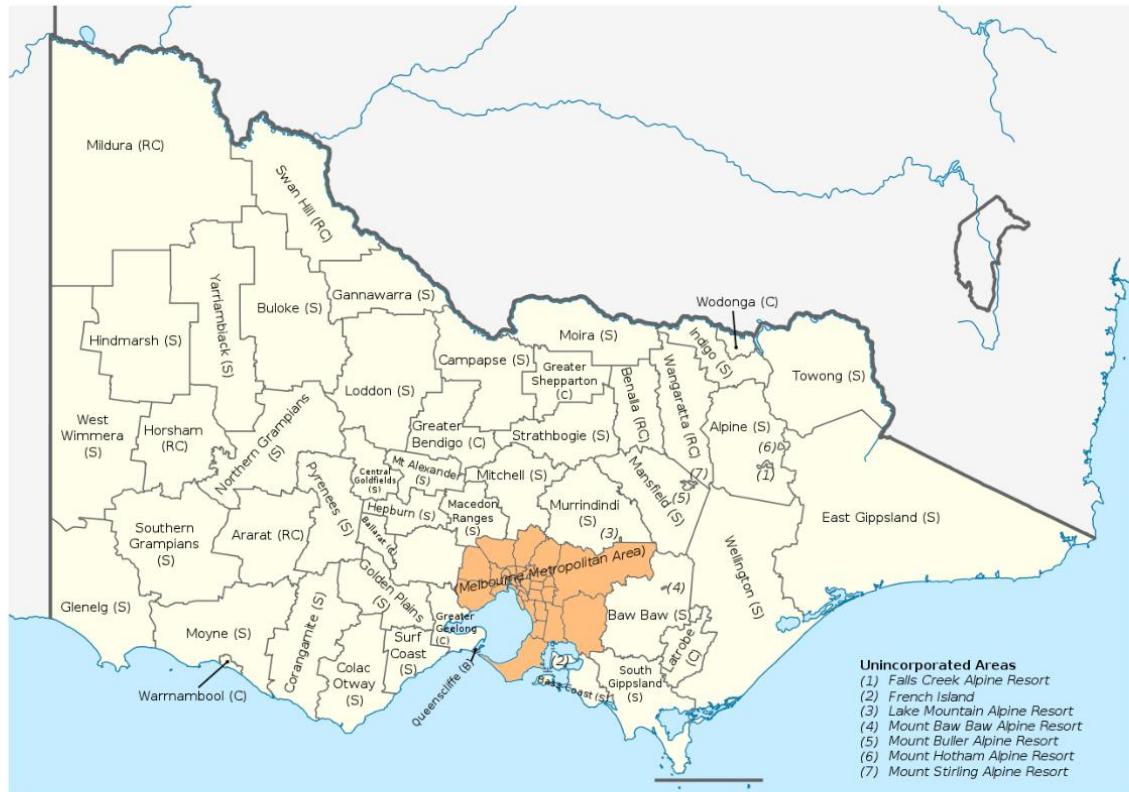 Mildura (RC)
Swan Hill (RC)
Yarriambiack (S)
Buloke (S)
Gannawarra (S)
Wodonga (C)
Hindmarsh (S)
Campapse (S)
Moira (S)
Indigo (S)
Towong (S)
Loddon (S)
Greater
Shepparton
(C)
Benalla (RC)
Wangaratta (RC)
West
Wimmera
(S)
Horsham
(RC)
Northern Grampians
(S)
Greater
Bendigo (C)
Strathbogie (S)
Alpine (S)
(6)
(1)
Pyrenees (S)
Central
Goldfields
(S)
Mt Alexander
(S)
Mitchell (S)
Mansfield (S)
(7)
(5)
Southern
Grampians
(S)
Ararat (RC)
Hepburn (S)
Ballarat (C)
Macedon
Ranges
(S)
Murrindindi
(S)
(3)
East Gippsland (S)
Wellington (S)
(Melbourne Metropolitan Area)
Golden Plains
(S)
(4)
Glenelg (S)
Moyne (S)
Corangamite (S)
Greater
Geelong
(C)
Baw Baw (S)
Latrobe
(C)
Surf
Coast
(S)
Colac
Otway
(S)
Warrnambool (C)
Queenscliffe (B)
(2)
Bass Coast (S)
South
Gippsland
(S)
Unincorporated Areas
(1) Falls Creek Alpine Resort
(2) French Island
(3) Lake Mountain Alpine Resort
(4) Mount Baw Baw Alpine Resort
(5) Mount Buller Alpine Resort
(6) Mount Hotham Alpine Resort
(7) Mount Stirling Alpine Resort